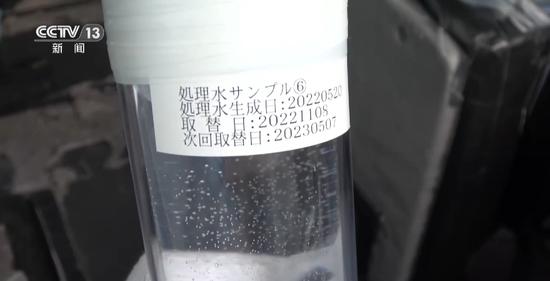 CCTV 13
新闻
処理水サンプル⑥
処理水生成日:20220520
取替日:20221108
次回取替日:20230507